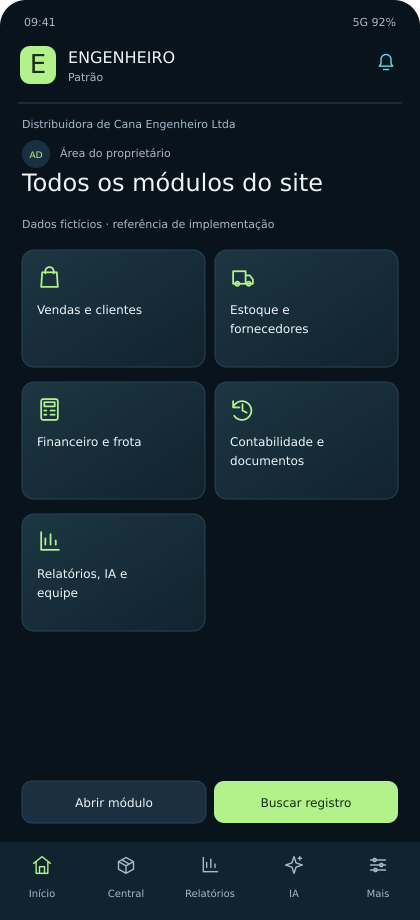 09:41 5G 92%
E ENGENHEIRO
Patrão
Distribuidora de Cana Engenheiro Ltda
AD Área do proprietário
Todos os módulos do site
Dados fictícios · referência de implementação
Vendas e clientes
Estoque e
fornecedores
Financeiro e frota
Contabilidade e
documentos
Relatórios, IA e
equipe
Abrir módulo Buscar registro
Início Central Relatórios IA Mais